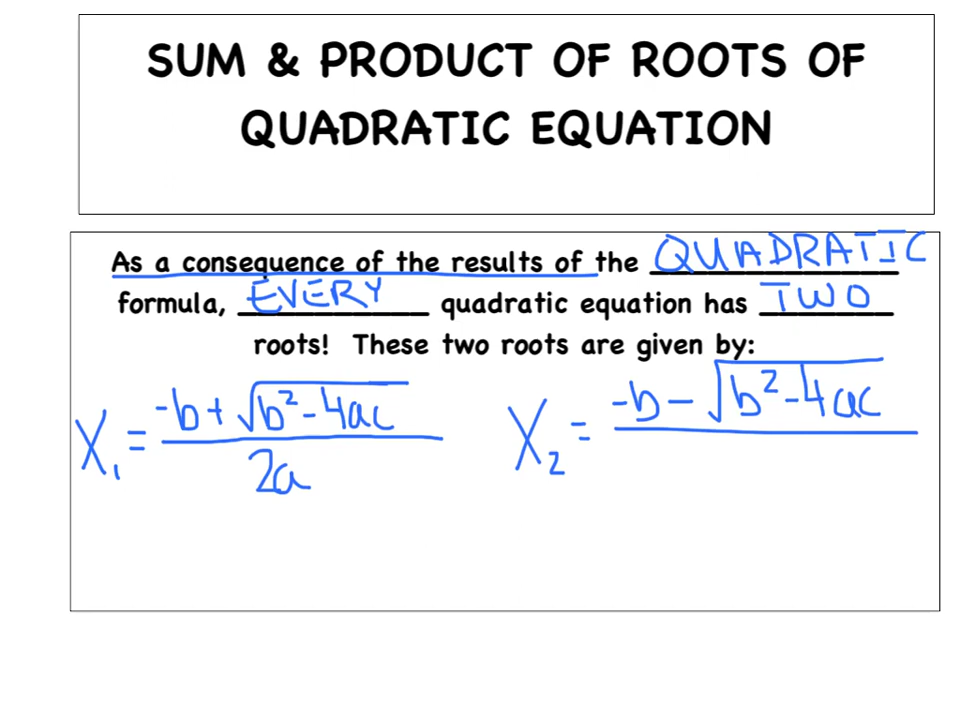 SUM & PRODUCT OF ROOTS OF
QUADRATIC EQUATION
As a consequence of the results of the QUADRATIC
formula, EVERY quadratic equation has TWO
roots! These two roots are given by:
X₁ = (-b + √(b² - 4ac)) / 2a
X₂ = (-b - √(b² - 4ac)) /